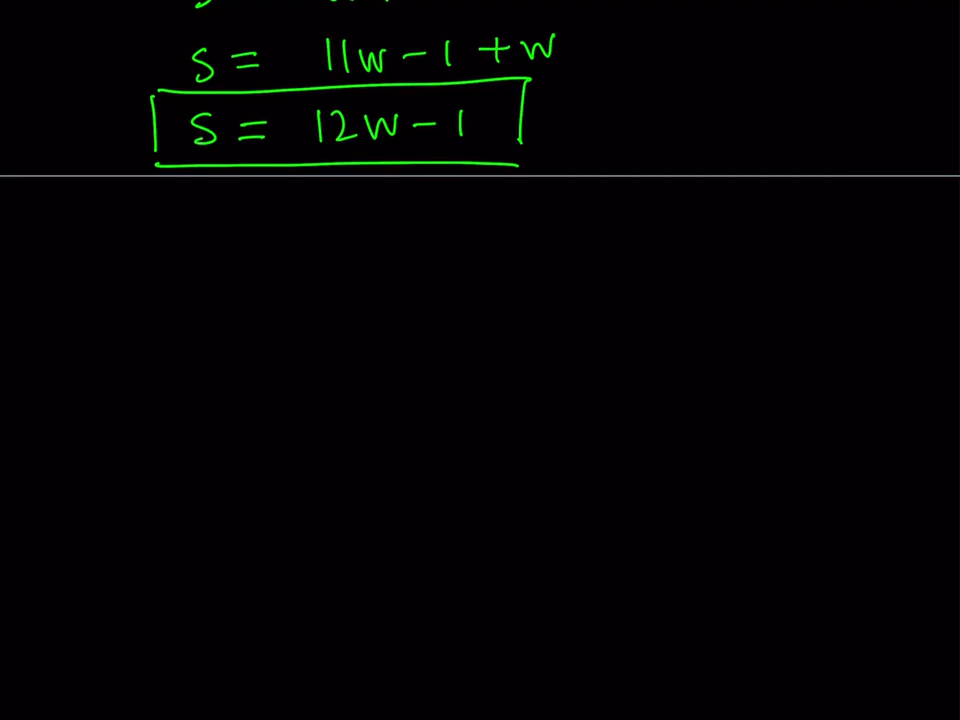 S = 11w - 1 + w
S = 12w - 1